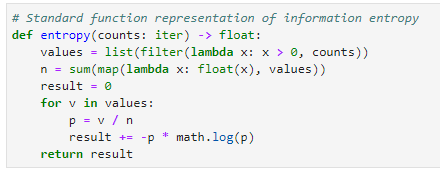 # Standard function representation of information entropy
def entropy(counts: iter) -> float:
    values = list(filter(lambda x: x > 0, counts))
    n = sum(map(lambda x: float(x), values))
    result = 0
    for v in values:
        p = v / n
        result += -p * math.log(p)
    return result